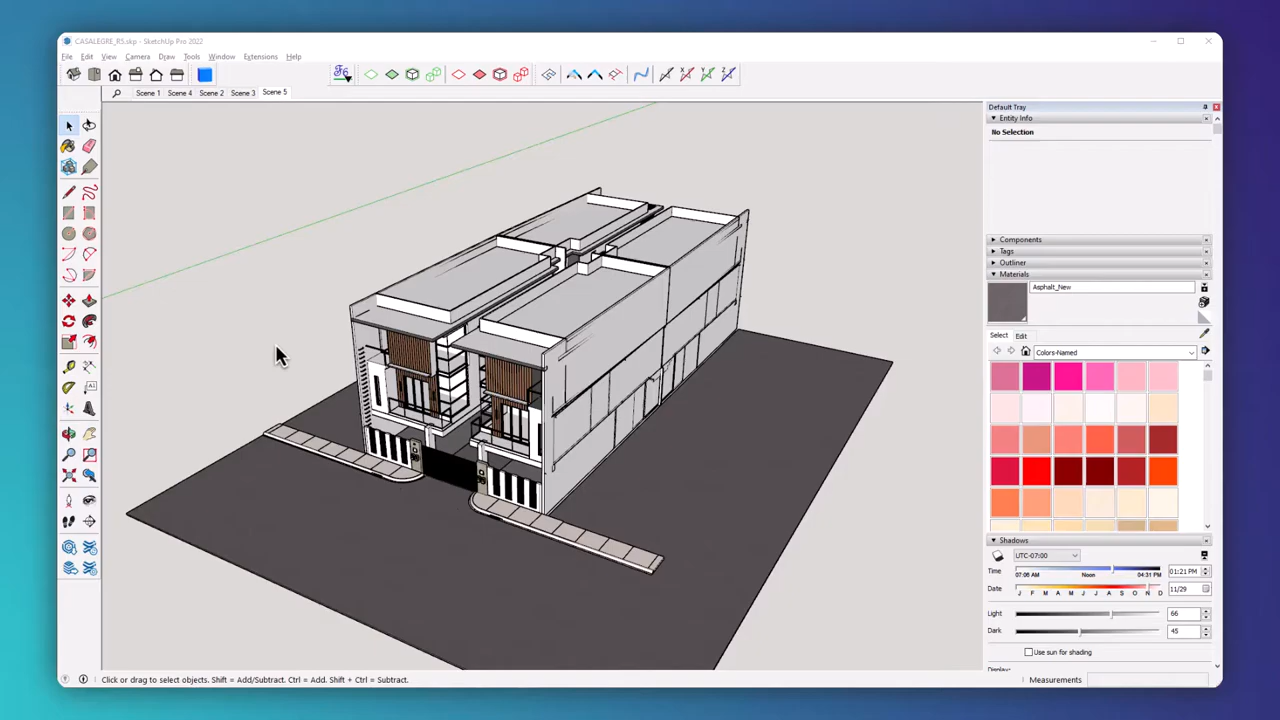 CASALEGRE_R5.skp - SketchUp Pro 2022
File Edit View Camera Draw Tools Window Extensions Help
Scene 1 Scene 4 Scene 2 Scene 3 Scene 5
Default Tray
Entity Info
No Selection
Components
Tags
Outliner
Materials
Asphalt_New
Select Edit
Colors-Named
Shadows
UTC-07:00
Time 07:06 AM Noon 04:31 PM 01:21 PM
Date J F M A M J J A S O N D 11/29
Light 66
Dark 45
Use sun for shading
Display:
Click or drag to select objects. Shift = Add/Subtract. Ctrl = Add. Shift + Ctrl = Subtract.
Measurements